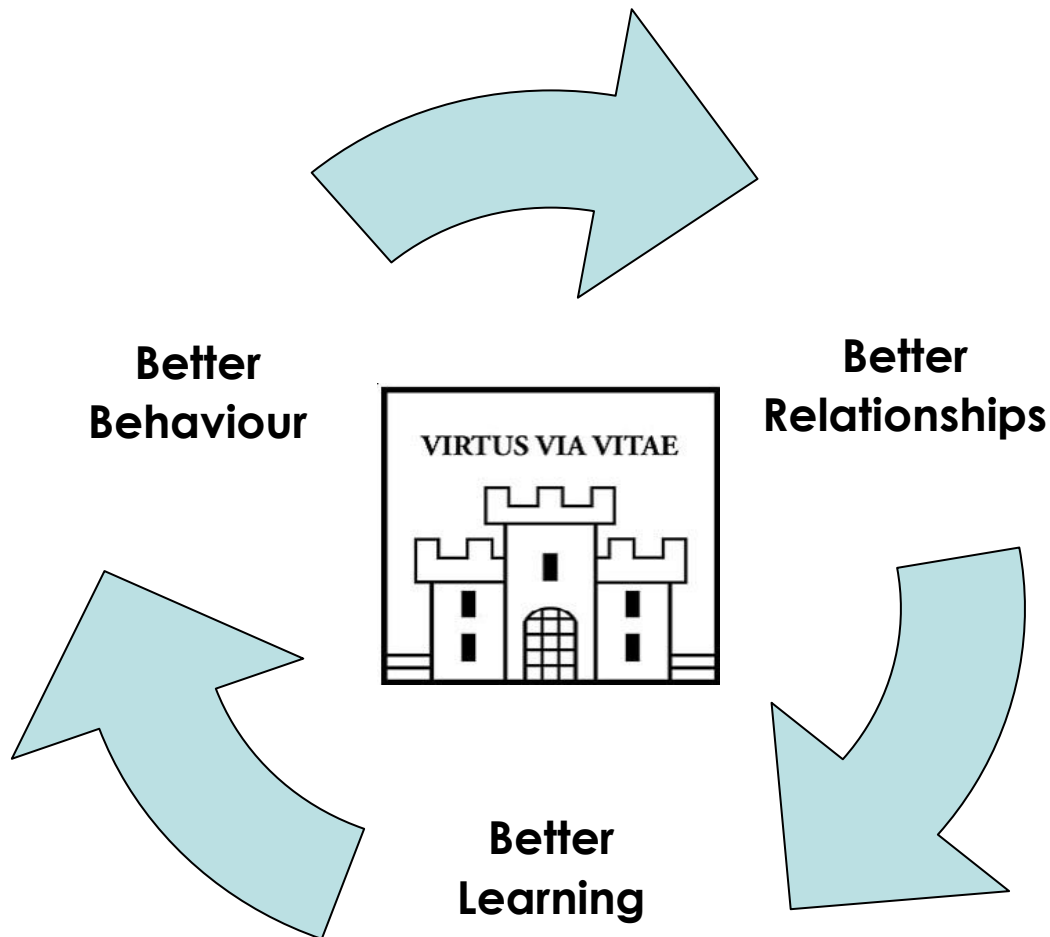 Better
Behaviour
Better
Relationships
VIRTUS VIA VITAE
Better
Learning